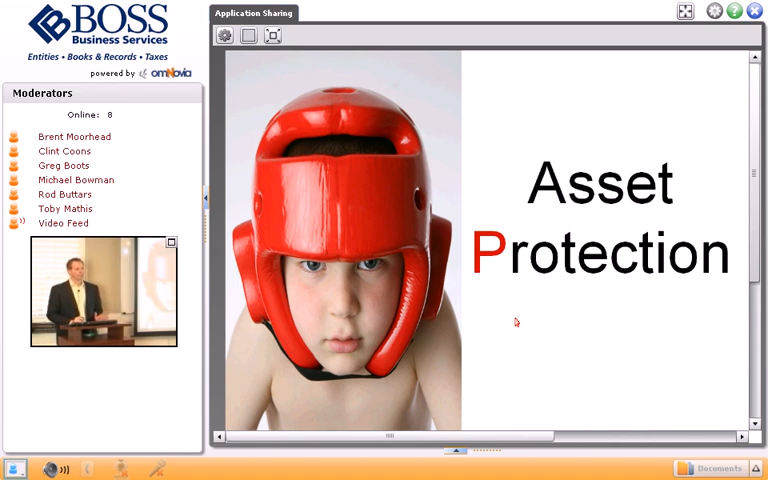 BOSS
Business Services
Entities • Books & Records • Taxes
powered by omNovia
Moderators
Online: 8
Brent Moorhead
Clint Coons
Greg Boots
Michael Bowman
Rod Buttars
Toby Mathis
Video Feed
Application Sharing
Asset
Protection
Documents